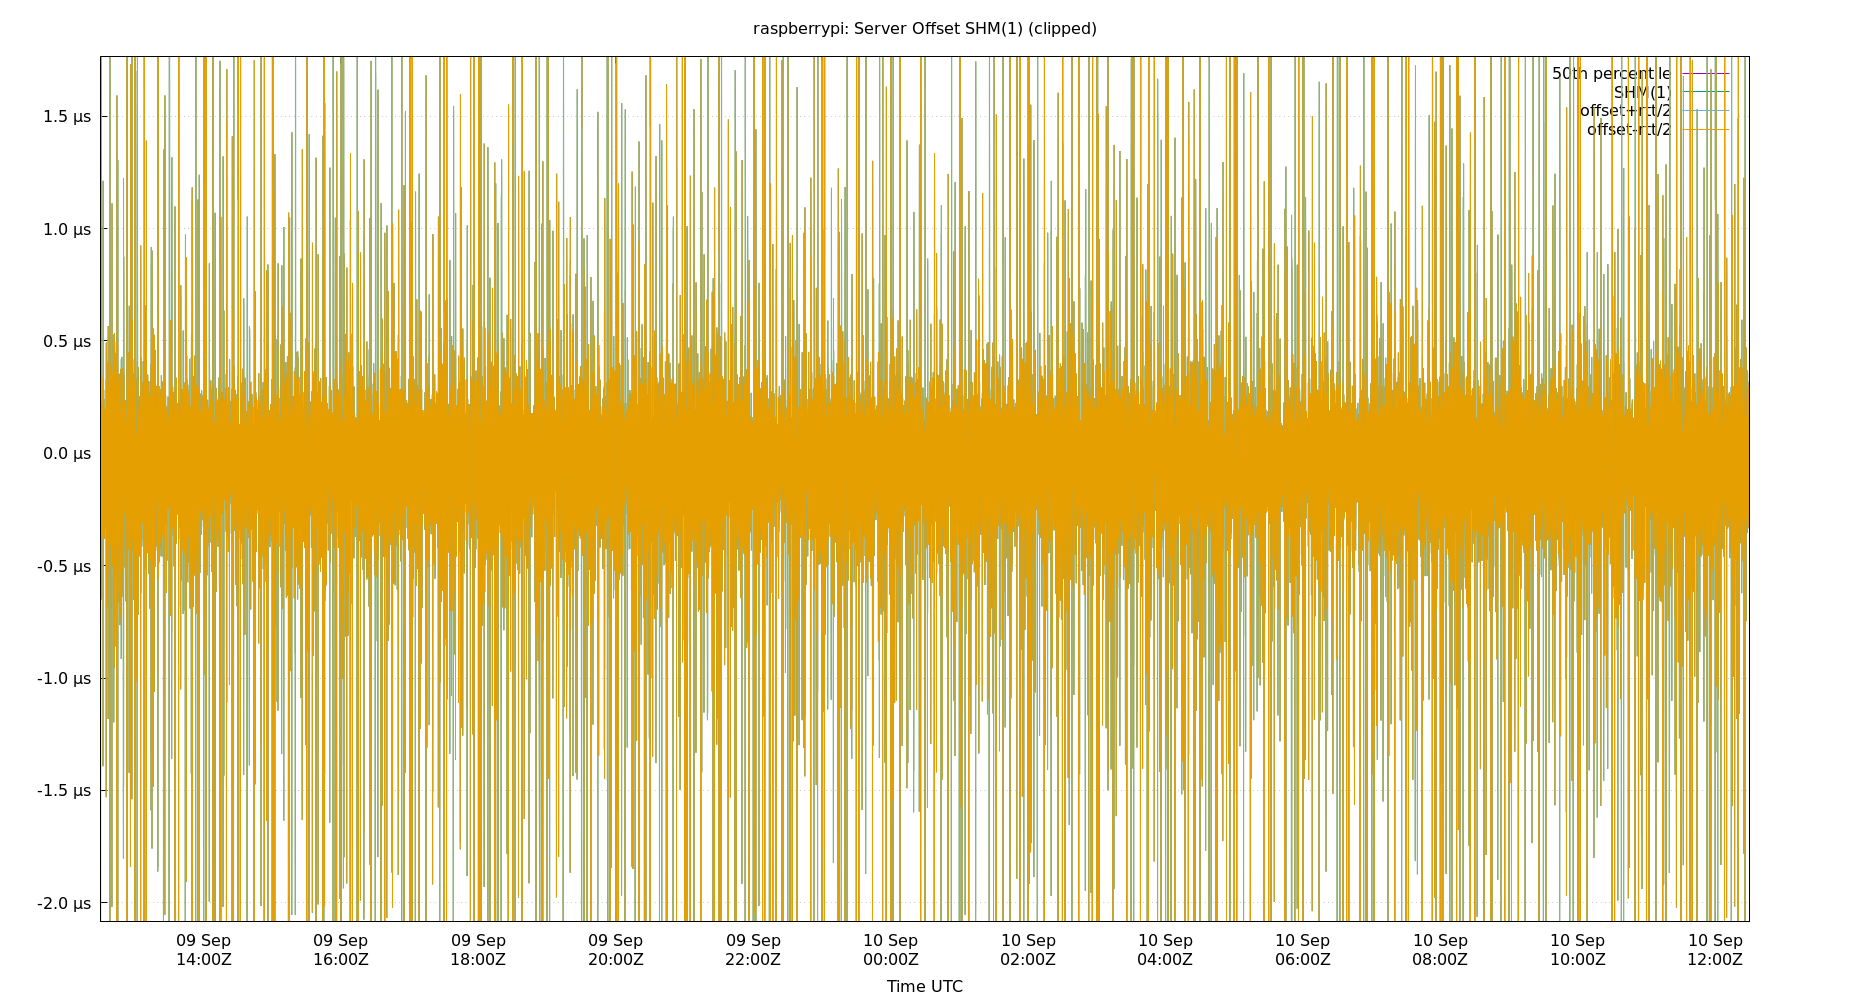 raspberrypi: Server Offset SHM(1) (clipped)
50th percentile
SHM(1)
offset+rtt/2
offset-rtt/2
1.5 µs
1.0 µs
0.5 µs
0.0 µs
-0.5 µs
-1.0 µs
-1.5 µs
-2.0 µs
09 Sep 09 Sep 09 Sep 09 Sep 09 Sep 10 Sep 10 Sep 10 Sep 10 Sep 10 Sep 10 Sep 10 Sep
14:00Z 16:00Z 18:00Z 20:00Z 22:00Z 00:00Z 02:00Z 04:00Z 06:00Z 08:00Z 10:00Z 12:00Z
Time UTC